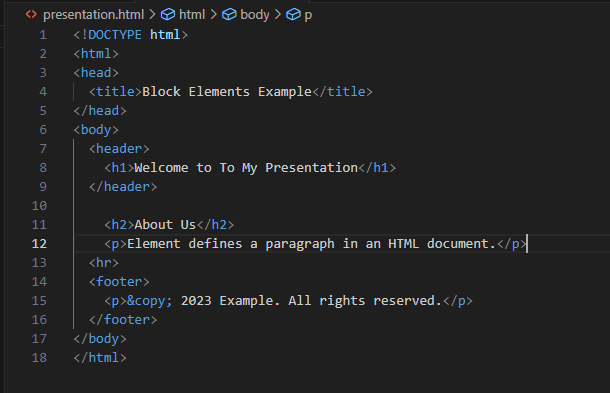 presentation.html > html > body > p
1 <!DOCTYPE html>
2 <html>
3 <head>
4 <title>Block Elements Example</title>
5 </head>
6 <body>
7 <header>
8 <h1>Welcome to To My Presentation</h1>
9 </header>
10
11 <h2>About Us</h2>
12 <p>Element defines a paragraph in an HTML document.</p>
13 <hr>
14 <footer>
15 <p>&copy; 2023 Example. All rights reserved.</p>
16 </footer>
17 </body>
18 </html>